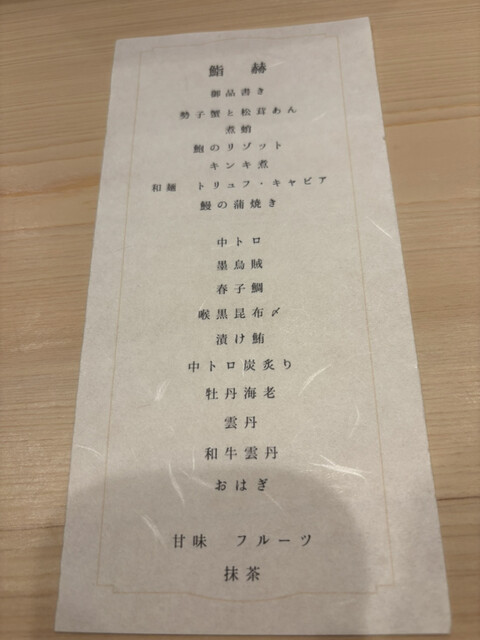 鮨 赫
御品書き
勢子蟹と松茸あん
煮蛸
鮑のリゾット
キンキ煮
和麺 トリュフ・キャビア
鰻の蒲焼き
中トロ
墨烏賊
春子鯛
喉黒昆布〆
漬け鮪
中トロ炭炙り
牡丹海老
雲丹
和牛雲丹
おはぎ
甘味 フルーツ
抹茶